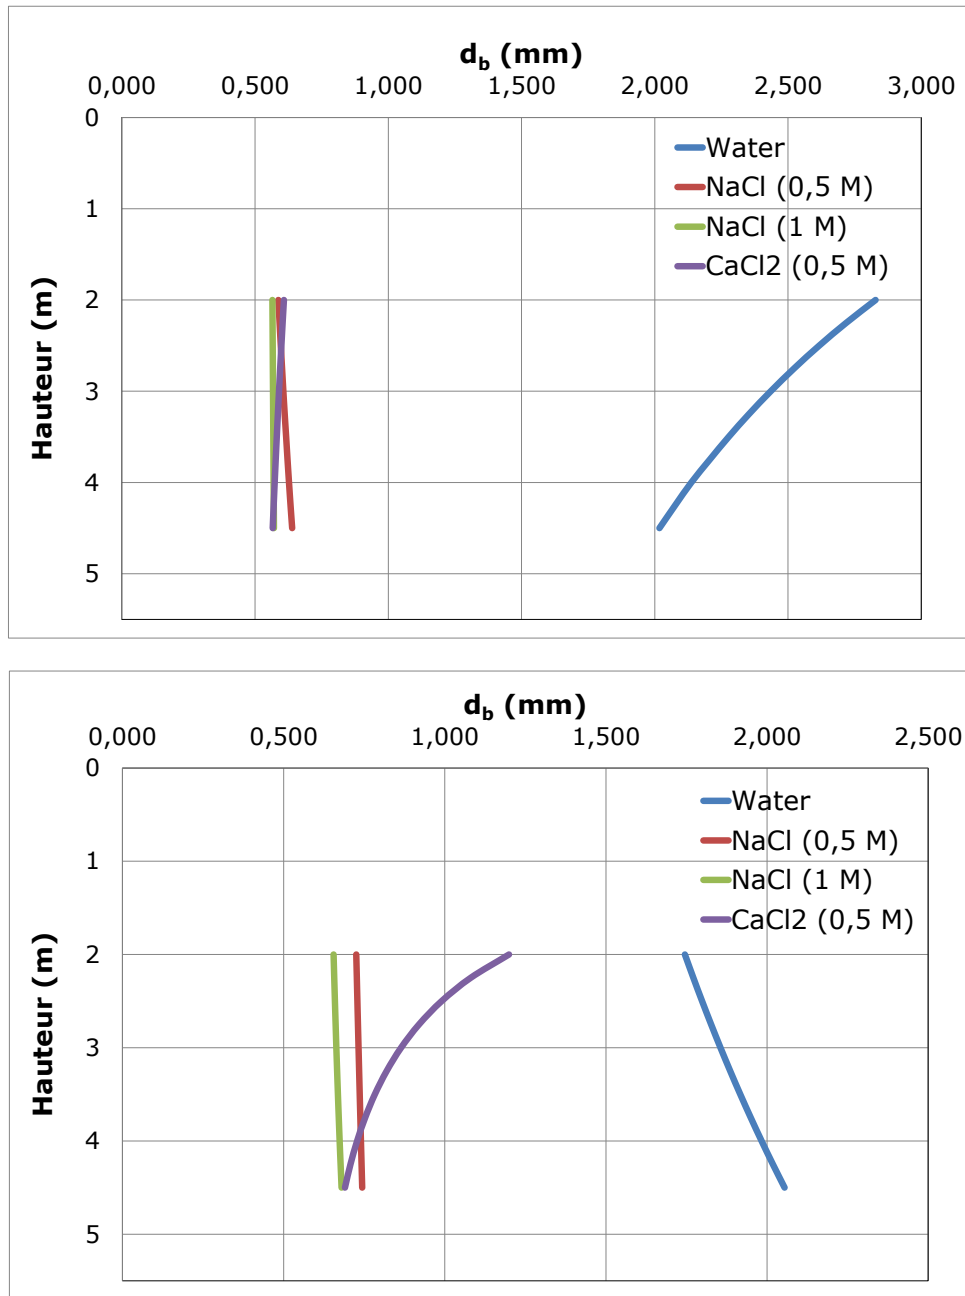 d_b (mm)
0,000 0,500 1,000 1,500 2,000 2,500 3,000
0
1
2
3
4
5
Hauteur (m)
Water
NaCl (0,5 M)
NaCl (1 M)
CaCl2 (0,5 M)
d_b (mm)
0,000 0,500 1,000 1,500 2,000 2,500
0
1
2
3
4
5
Hauteur (m)
Water
NaCl (0,5 M)
NaCl (1 M)
CaCl2 (0,5 M)